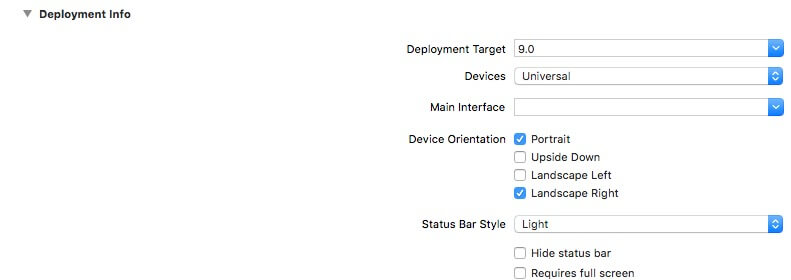 Deployment Info
Deployment Target 9.0
Devices Universal
Main Interface
Device Orientation Portrait
Upside Down
Landscape Left
Landscape Right
Status Bar Style Light
Hide status bar
Requires full screen